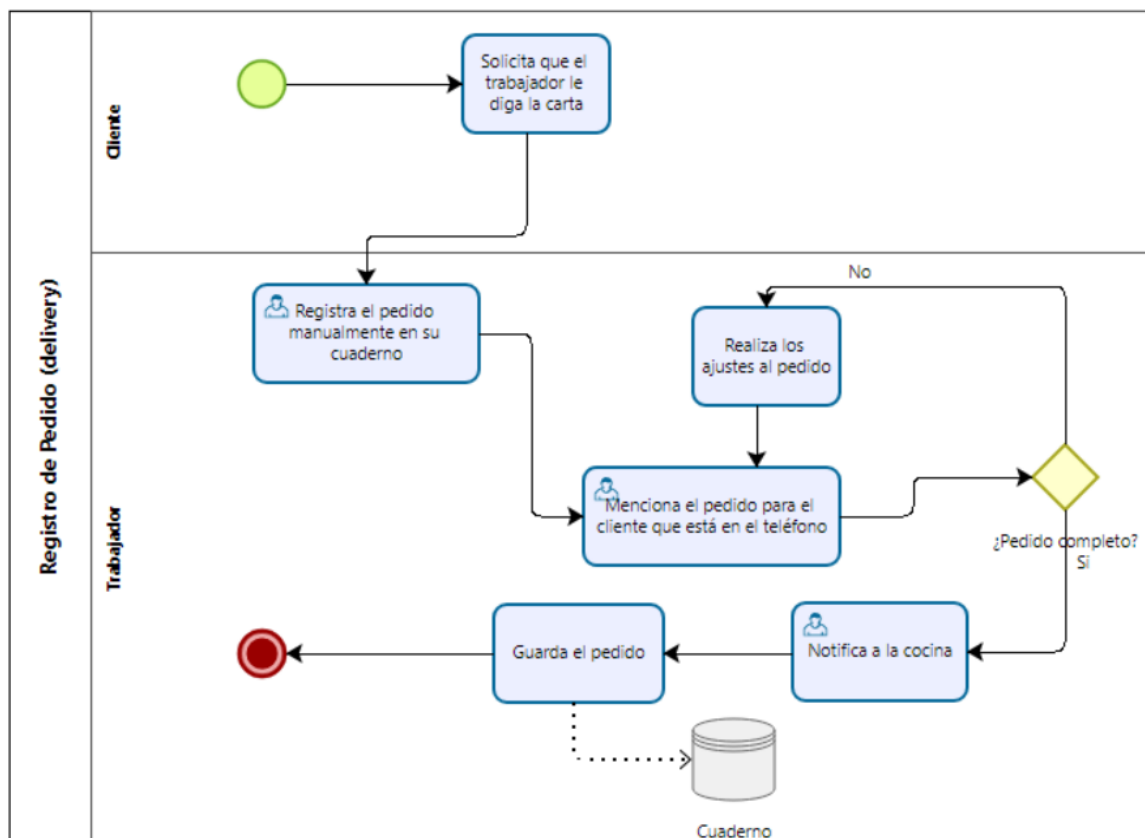 Registro de Pedido (delivery)
Cliente
Solicita que el
trabajador le
diga la carta
Trabajador
Registra el pedido
manualmente en su
cuaderno
No
Realiza los
ajustes al pedido
Menciona el pedido para el
cliente que está en el teléfono
¿Pedido completo?
Si
Notifica a la cocina
Guarda el pedido
Cuaderno